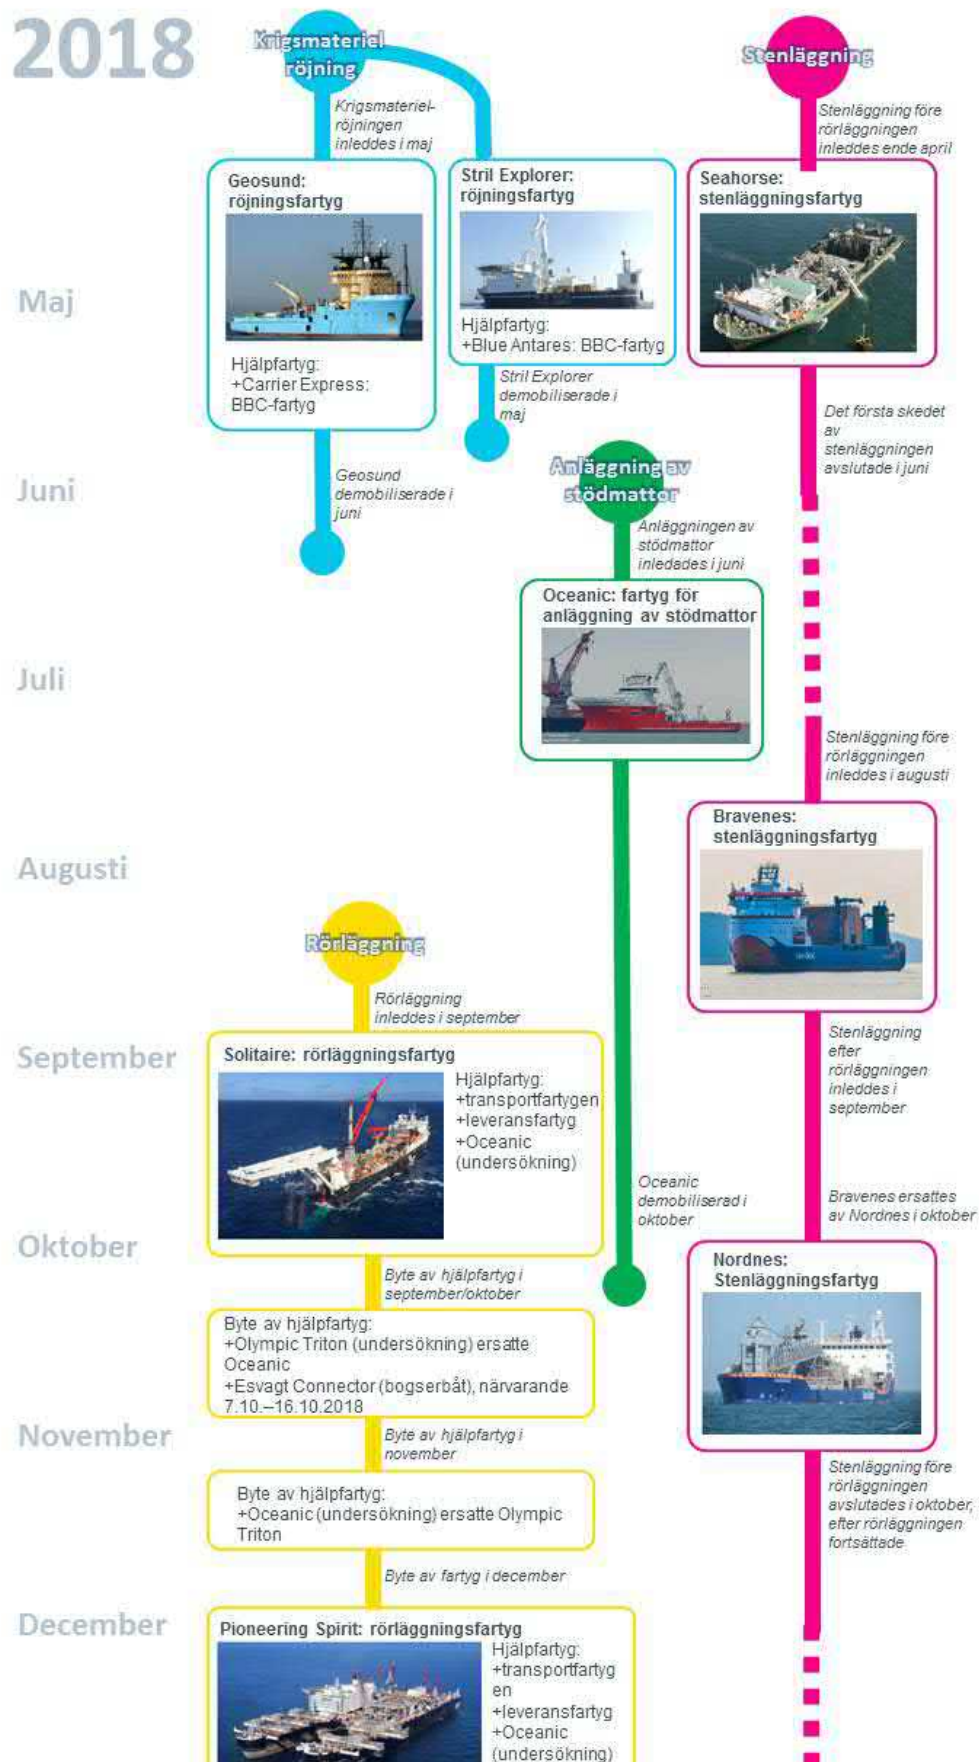 2018
Krigsmateriel
röjning
Krigsmateriel-
röjningen
inleddes i maj
Geosund:
röjningsfartyg
Hjälpfartyg:
+Carrier Express:
BBC-fartyg
Stril Explorer:
röjningsfartyg
Hjälpfartyg:
+Blue Antares: BBC-fartyg
Stril Explorer
demobiliserade i
maj
Geosund
demobiliserade i
juni
Stenläggning
Stenläggning före
rörläggningen
inleddes ende april
Seahorse:
stenläggningsfartyg
Det första skedet
av
stenläggningen
avslutade i juni
Maj
Juni
Anläggning av
stödmattor
Anläggningen av
stödmattor
inledades i juni
Oceanic: fartyg för
anläggning av stödmattor
Juli
Stenläggning före
rörläggningen
inleddes i augusti
Bravenes:
stenläggningsfartyg
Augusti
Rörläggning
Rörläggning
inleddes i september
September
Solitaire: rörläggningsfartyg
Hjälpfartyg:
+transportfartygen
+leveransfartyg
+Oceanic
(undersökning)
Stenläggning
efter
rörläggningen
inleddes i
september
Oceanic
demobiliserad i
oktober
Bravenes ersattes
av Nordnes i oktober
Oktober
Byte av hjälpfartyg i
september/oktober
Nordnes:
Stenläggningsfartyg
Byte av hjälpfartyg:
+Olympic Triton (undersökning) ersatte
Oceanic
+Esvagt Connector (bogserbåt), närvarande
7.10.–16.10.2018
November
Byte av hjälpfartyg i
november
Byte av hjälpfartyg:
+Oceanic (undersökning) ersatte Olympic
Triton
Stenläggning före
rörläggningen
avslutades i oktober,
efter rörläggningen
fortsättade
Byte av fartyg i december
December
Pioneering Spirit: rörläggningsfartyg
Hjälpfartyg:
+transportfartyg
en
+leveransfartyg
+Oceanic
(undersökning)